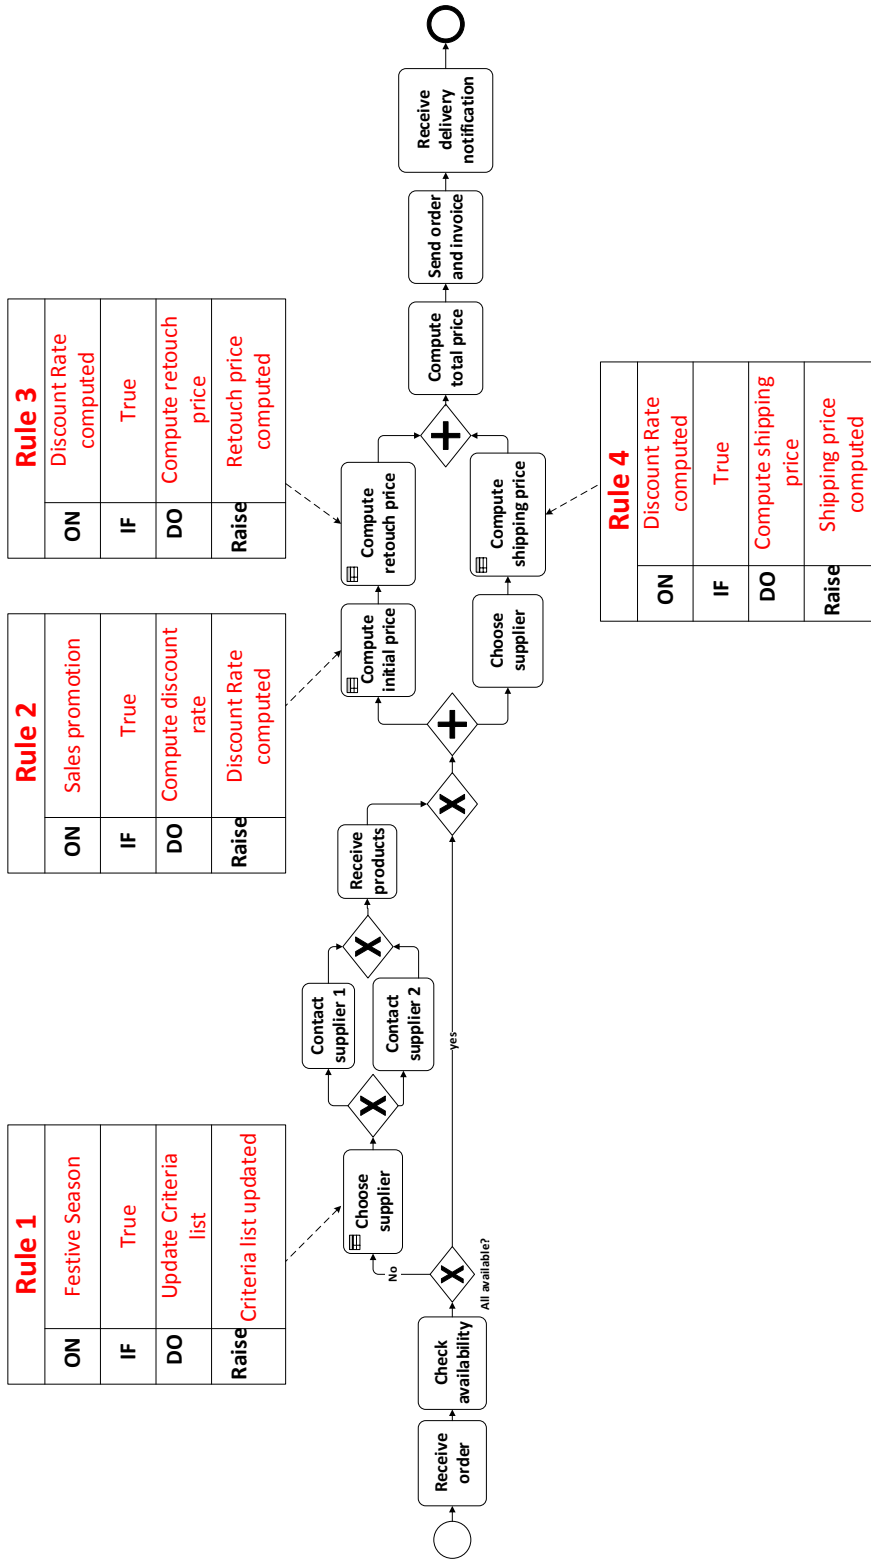 Rule 1
ON
Festive Season
IF
True
DO
Update Criteria
list
Raise
Criteria list updated
Rule 2
ON
Sales promotion
IF
True
DO
Compute discount
rate
Raise
Discount Rate
computed
Rule 3
ON
Discount Rate
computed
IF
True
DO
Compute retouch
price
Raise
Retouch price
computed
Receive
order
Check
availability
X
All available?
No
yes
Choose
supplier
X
Contact
supplier 1
Contact
supplier 2
X
Receive
products
X
Compute
initial price
Compute
retouch price
Choose
supplier
Compute
shipping price
Compute
total price
Send order
and invoice
Receive
delivery
notification
Rule 4
ON
Discount Rate
computed
IF
True
DO
Compute shipping
price
Raise
Shipping price
computed